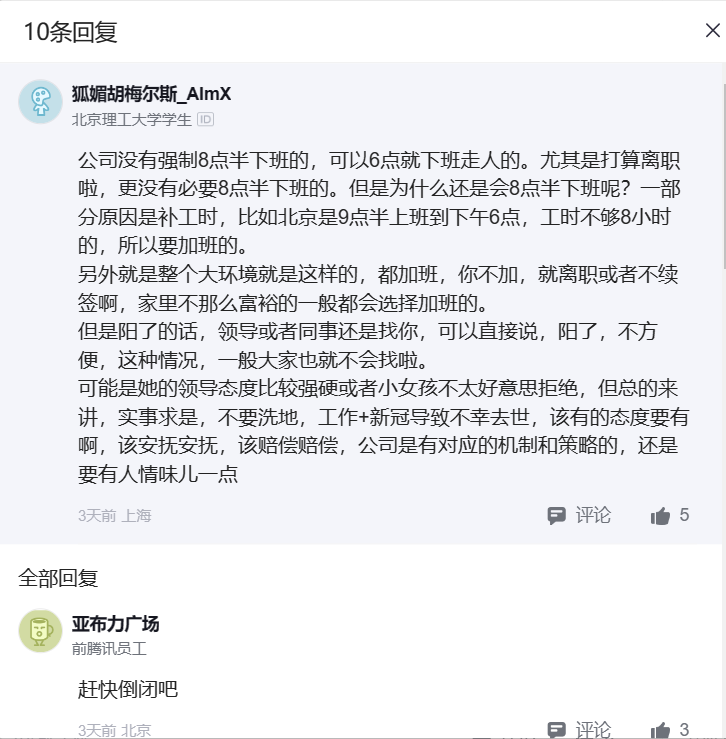 10条回复
狐媚胡梅尔斯_AlmX
北京理工大学学生 ID
公司没有强制8点半下班的，可以6点就下班走人的。尤其是打算离职
啦，更没有必要8点半下班的。但是为什么还是会8点半下班呢？一部
分原因是补工时，比如北京是9点半上班到下午6点，工时不够8小时
的，所以要加班的。
另外就是整个大环境就是这样的，都加班，你不加，就离职或者不续
签啊，家里不那么富裕的一般都会选择加班的。
但是阳了的话，领导或者同事还是找你，可以直接说，阳了，不方
便，这种情况，一般大家也就不会找啦。
可能是她的领导态度比较强硬或者小女孩不太好意思拒绝，但总的来
讲，实事求是，不要洗地，工作+新冠导致不幸去世，该有的态度要有
啊，该安抚安抚，该赔偿赔偿，公司是有对应的机制和策略的，还是
要有人情味儿一点
3天前 上海 评论 5
全部回复
亚布力广场
前腾讯员工
赶快倒闭吧
3天前 北京 评论 3